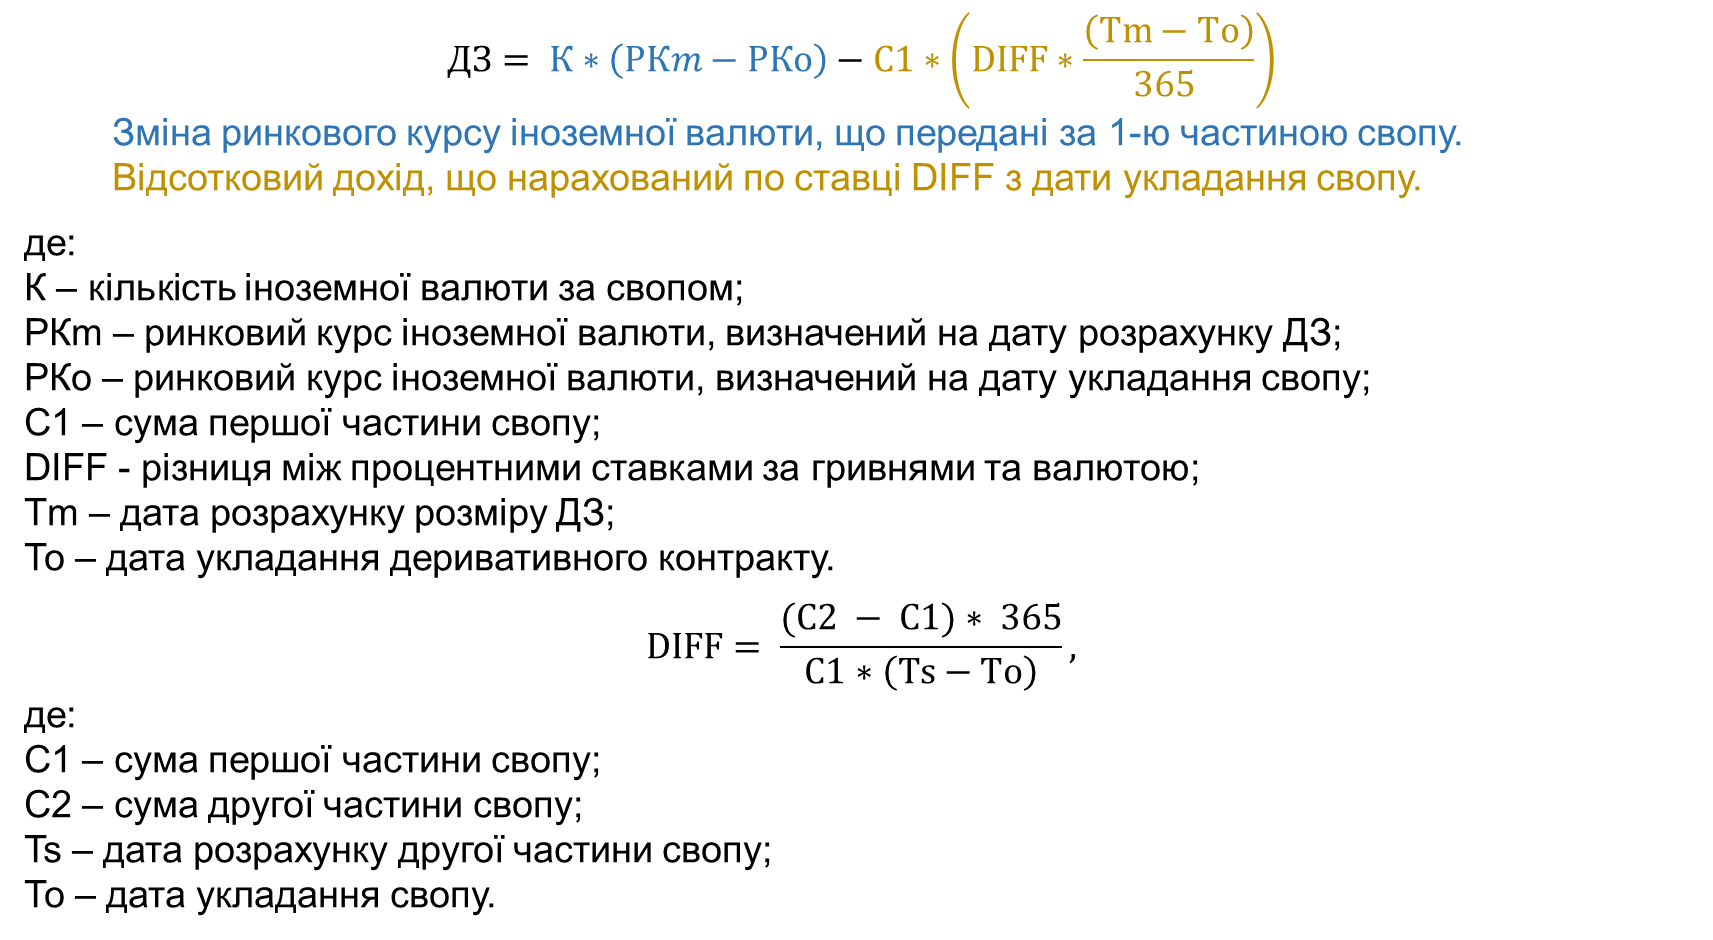 ДЗ = К * (РКm − РКо) − С1 * (DIFF * (Tm − To) / 365)
Зміна ринкового курсу іноземної валюти, що передані за 1-ю частиною свопу.
Відсотковий дохід, що нарахований по ставці DIFF з дати укладання свопу.
де:
К – кількість іноземної валюти за свопом;
РКm – ринковий курс іноземної валюти, визначений на дату розрахунку ДЗ;
РКо – ринковий курс іноземної валюти, визначений на дату укладання свопу;
С1 – сума першої частини свопу;
DIFF - різниця між процентними ставками за гривнями та валютою;
Tm – дата розрахунку розміру ДЗ;
To – дата укладання деривативного контракту.
DIFF = (С2 − С1) * 365 / С1 * (Ts − To),
де:
С1 – сума першої частини свопу;
С2 – сума другої частини свопу;
Ts – дата розрахунку другої частини свопу;
To – дата укладання свопу.